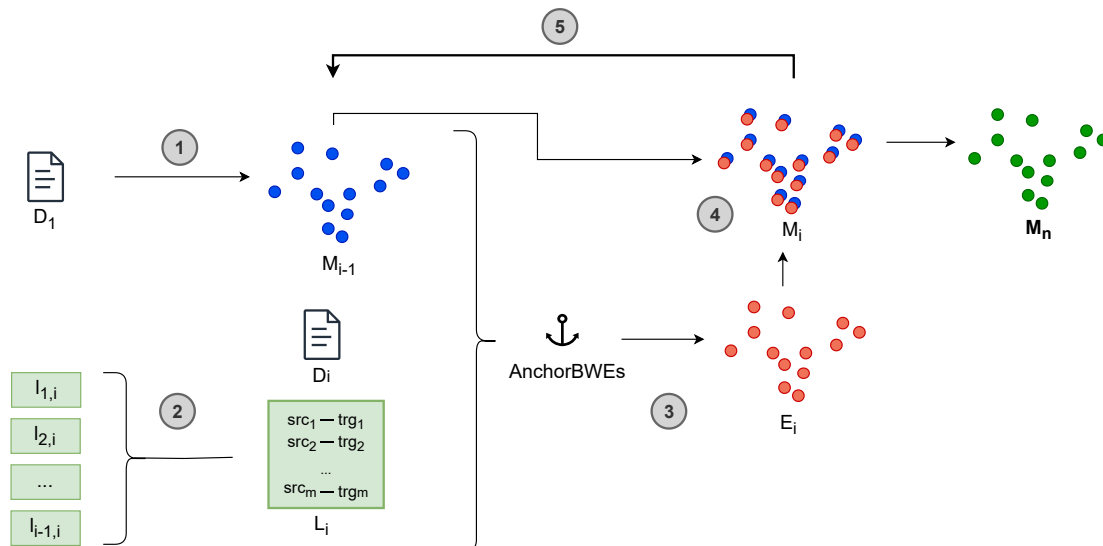 5
1
D1
Mi-1
4
Mi
Mn
Di
AnchorBWEs
3
Ei
l1,i
l2,i
...
li-1,i
2
src1 — trg1
src2 — trg2
...
srcm — trgm
Li